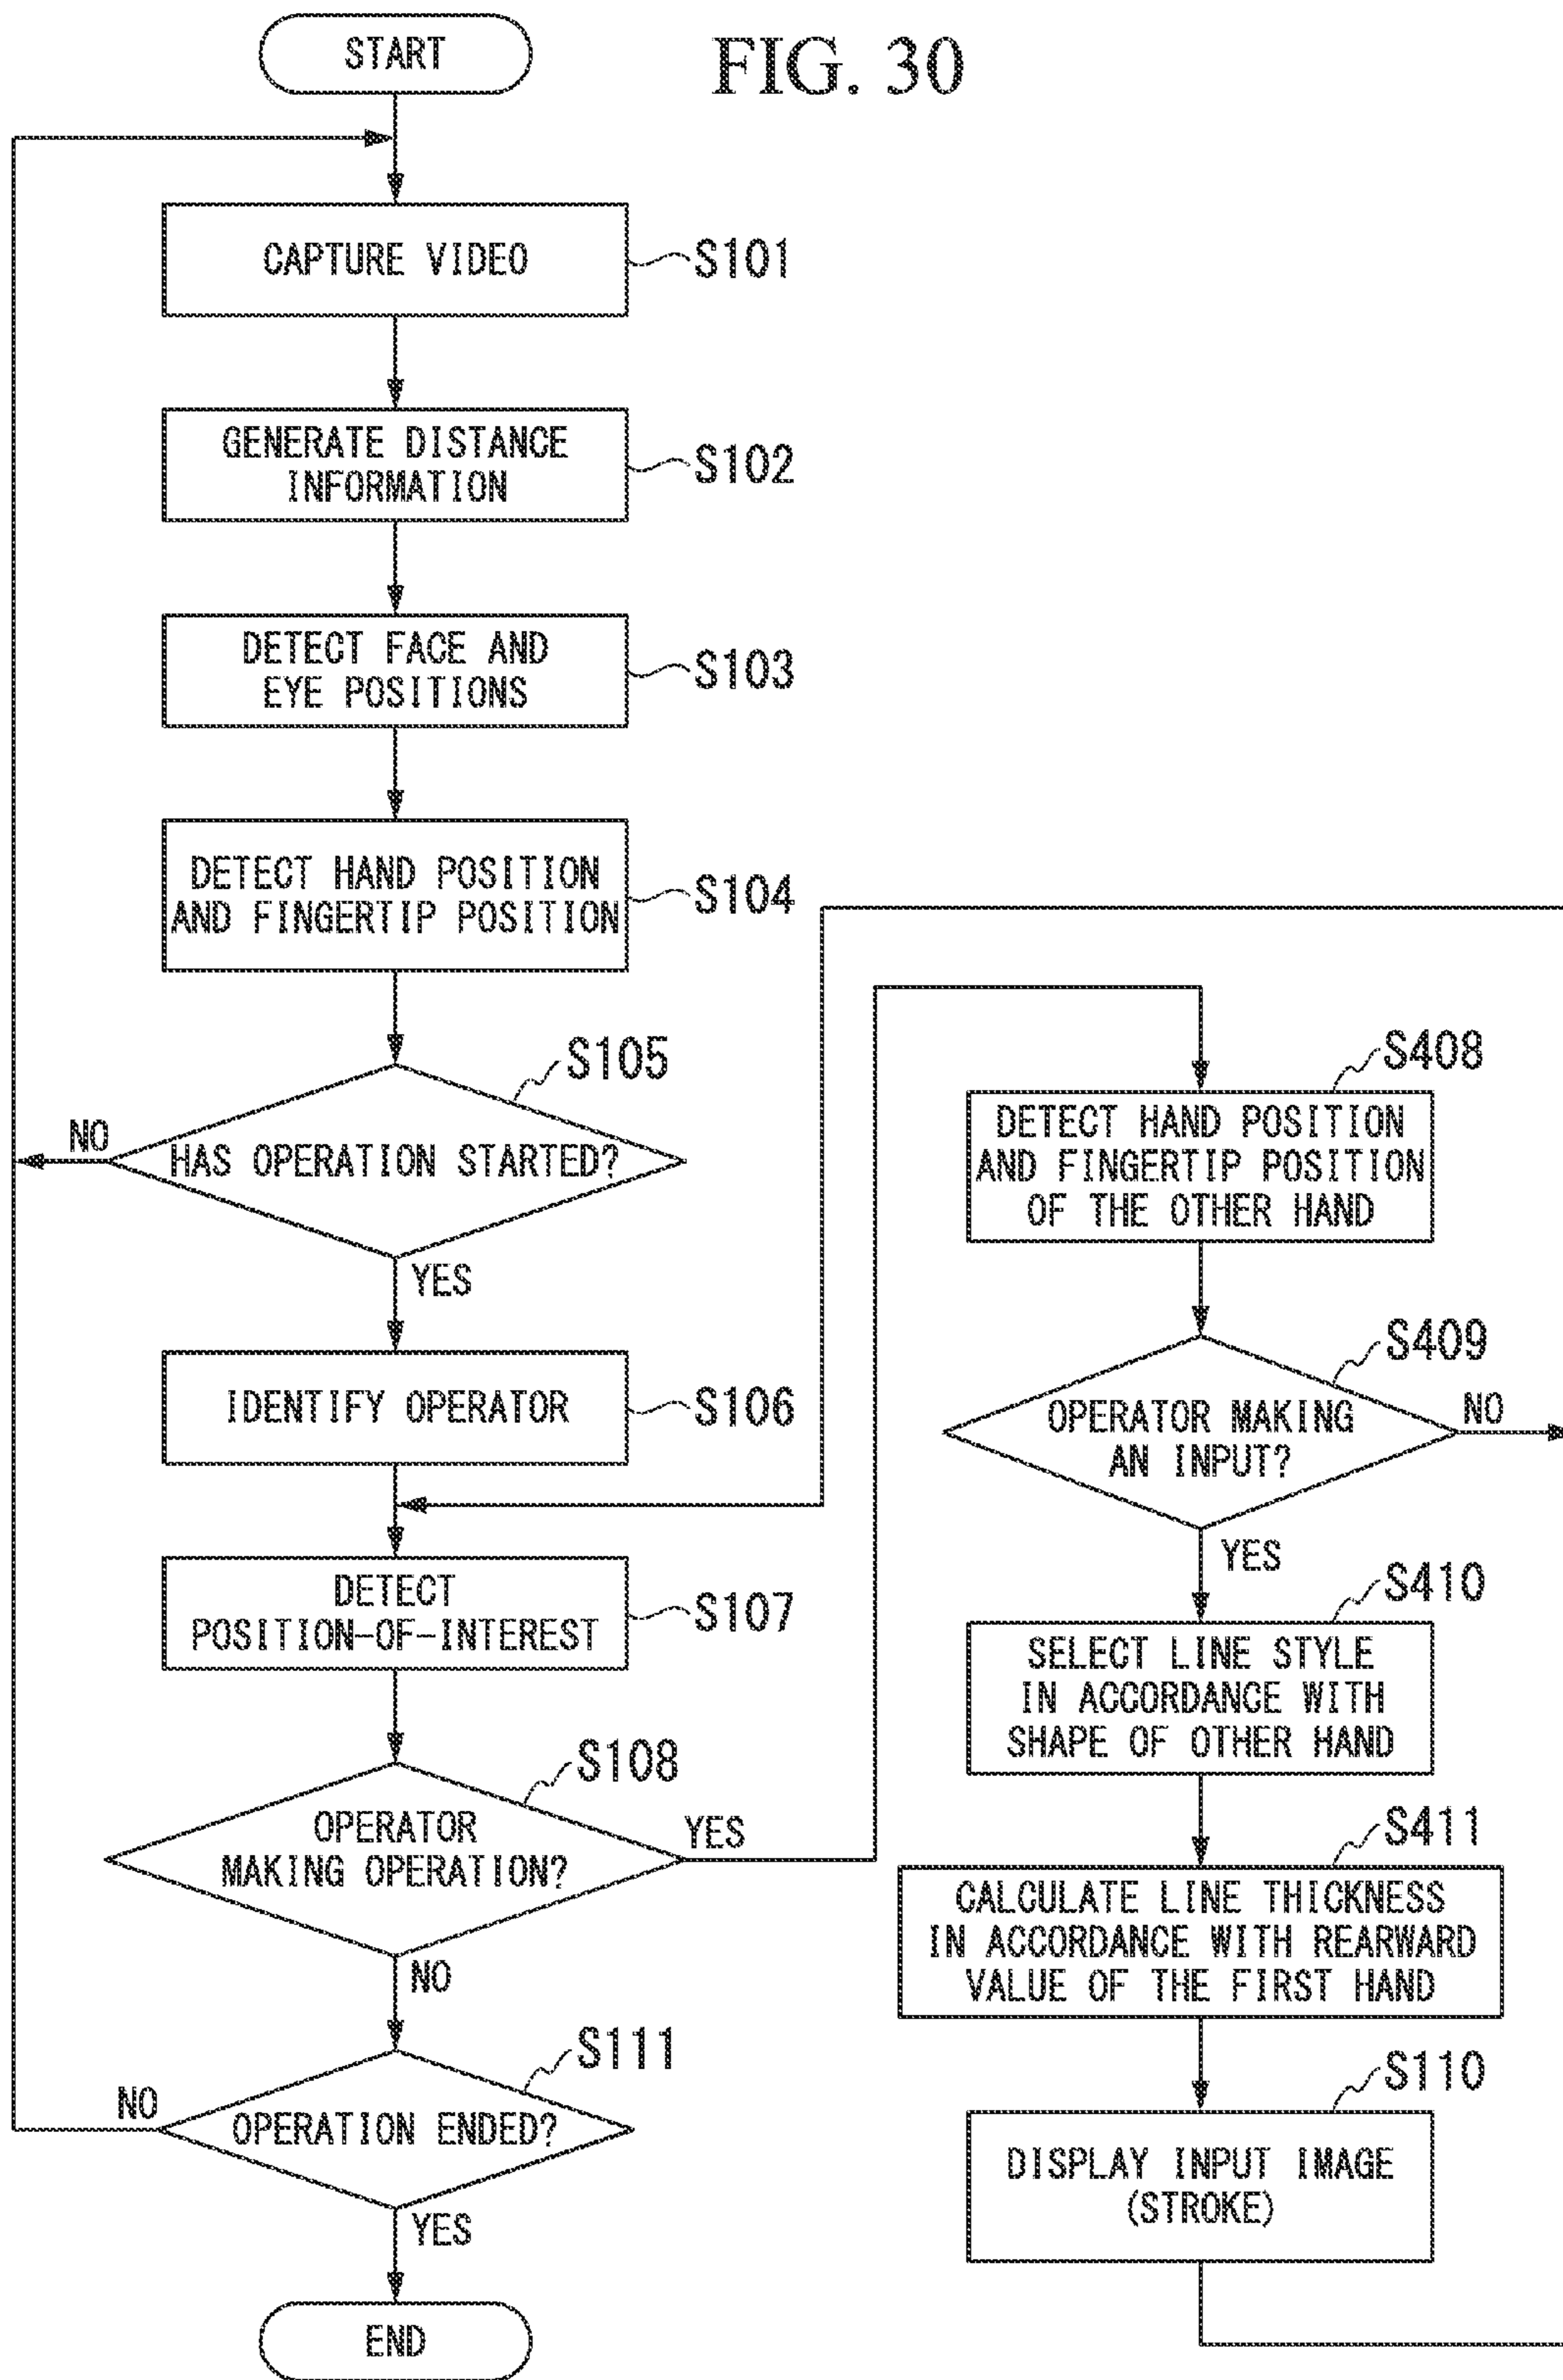 FIG. 30
START
CAPTURE VIDEO
S101
GENERATE DISTANCE
INFORMATION
S102
DETECT FACE AND
EYE POSITIONS
S103
DETECT HAND POSITION
AND FINGERTIP POSITION
S104
S105
HAS OPERATION STARTED?
NO
YES
IDENTIFY OPERATOR
S106
DETECT
POSITION-OF-INTEREST
S107
S108
OPERATOR
MAKING OPERATION?
YES
NO
S111
OPERATION ENDED?
NO
YES
END
S408
DETECT HAND POSITION
AND FINGERTIP POSITION
OF THE OTHER HAND
S409
OPERATOR MAKING
AN INPUT?
NO
YES
S410
SELECT LINE STYLE
IN ACCORDANCE WITH
SHAPE OF OTHER HAND
S411
CALCULATE LINE THICKNESS
IN ACCORDANCE WITH REARWARD
VALUE OF THE FIRST HAND
S110
DISPLAY INPUT IMAGE
(STROKE)